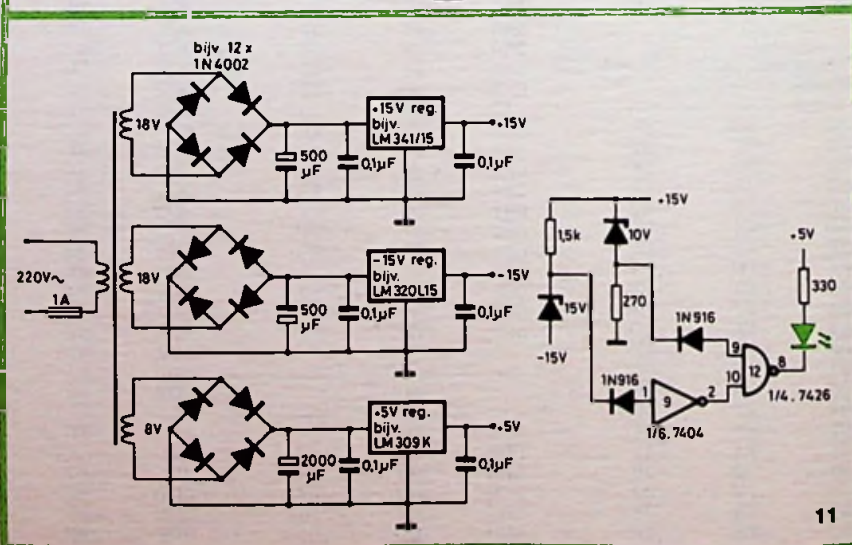 bijv 12 x
1N4002
18V
500
µF
0,1µF
+15V reg.
bijv.
LM341/15
0,1µF
+15V
220V~
1A
18V
500
µF
0,1µF
-15V reg.
bijv.
LM320L15
0,1µF
-15V
8V
2000
µF
0,1µF
+5V reg.
bijv.
LM309K
0,1µF
+5V
+15V
1,5k
10V
15V
270
-15V
1N916
1N916
1
9
2
1/6.7404
9
10
12
8
1/4.7426
+5V
330
11